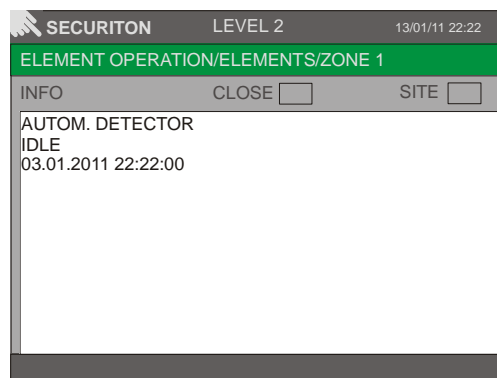 SECURITON LEVEL 2 13/01/11 22:22
ELEMENT OPERATION/ELEMENTS/ZONE 1
INFO CLOSE SITE
AUTOM. DETECTOR
IDLE
03.01.2011 22:22:00